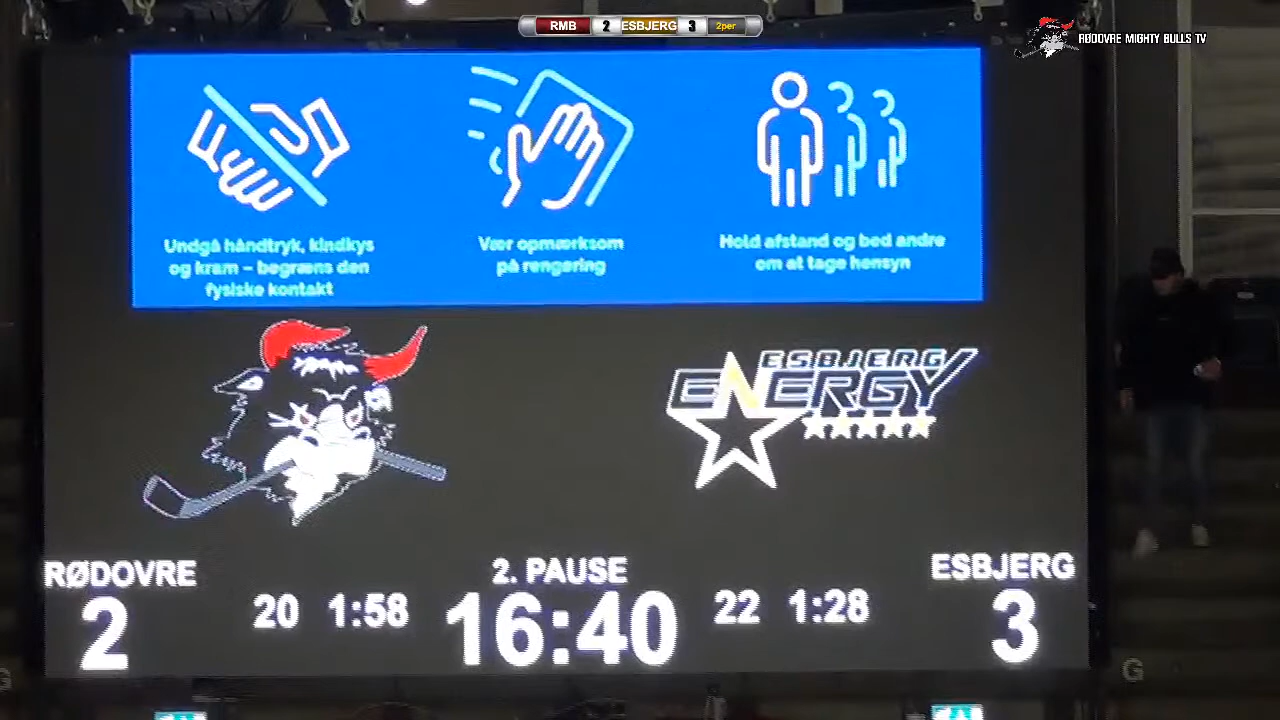 RMB 2 ESBJERG 3 2per
RØDOVRE MIGHTY BULLS TV
Undgå håndtryk, kindkys
og kram – begræns den
fysiske kontakt
Vær opmærksom
på rengøring
Hold afstand og bed andre
om at tage hensyn
ESBJERG
ENERGY
RØDOVRE
2. PAUSE
ESBJERG
2
20 1:58
16:40
22 1:28
3
G
G